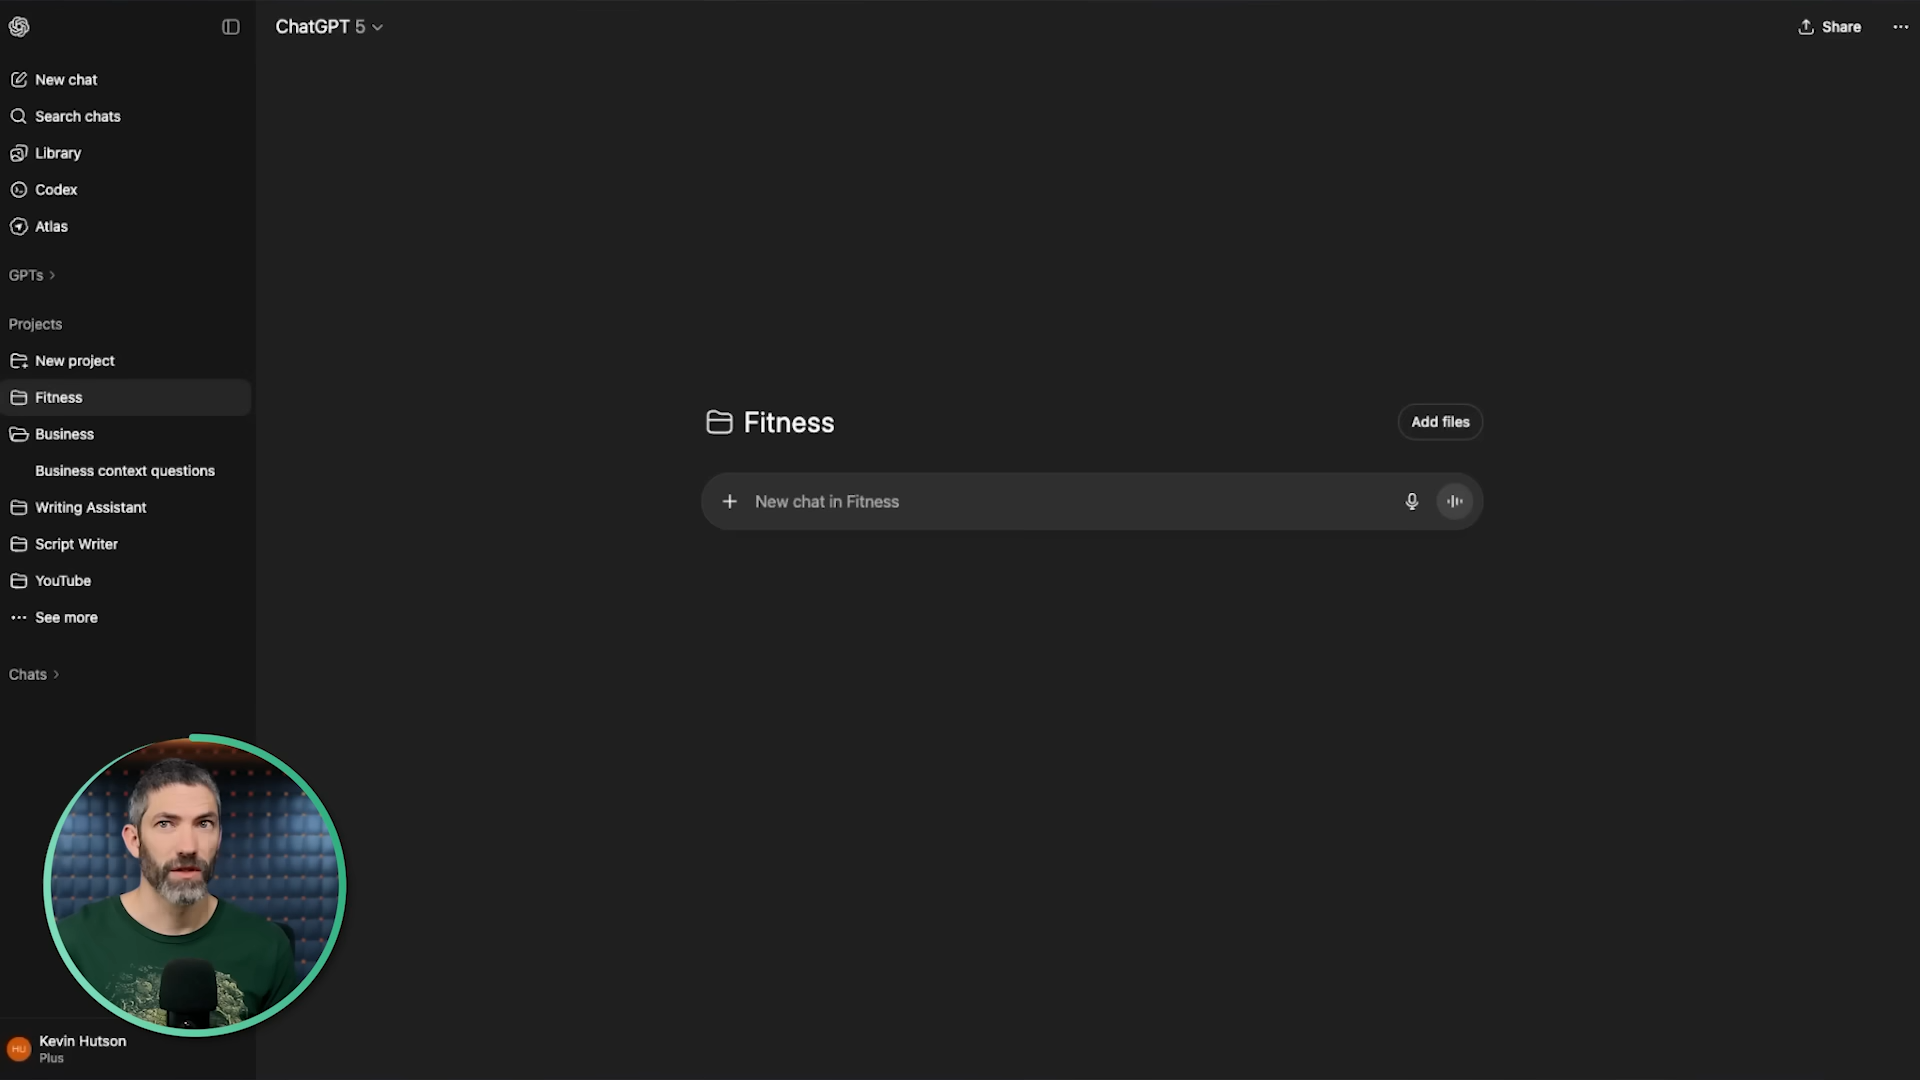 ChatGPT 5
Share
New chat
Search chats
Library
Codex
Atlas
GPTs
Projects
New project
Fitness
Business
Business context questions
Writing Assistant
Script Writer
YouTube
See more
Chats
Fitness
Add files
New chat in Fitness
HU
Kevin Hutson
Plus